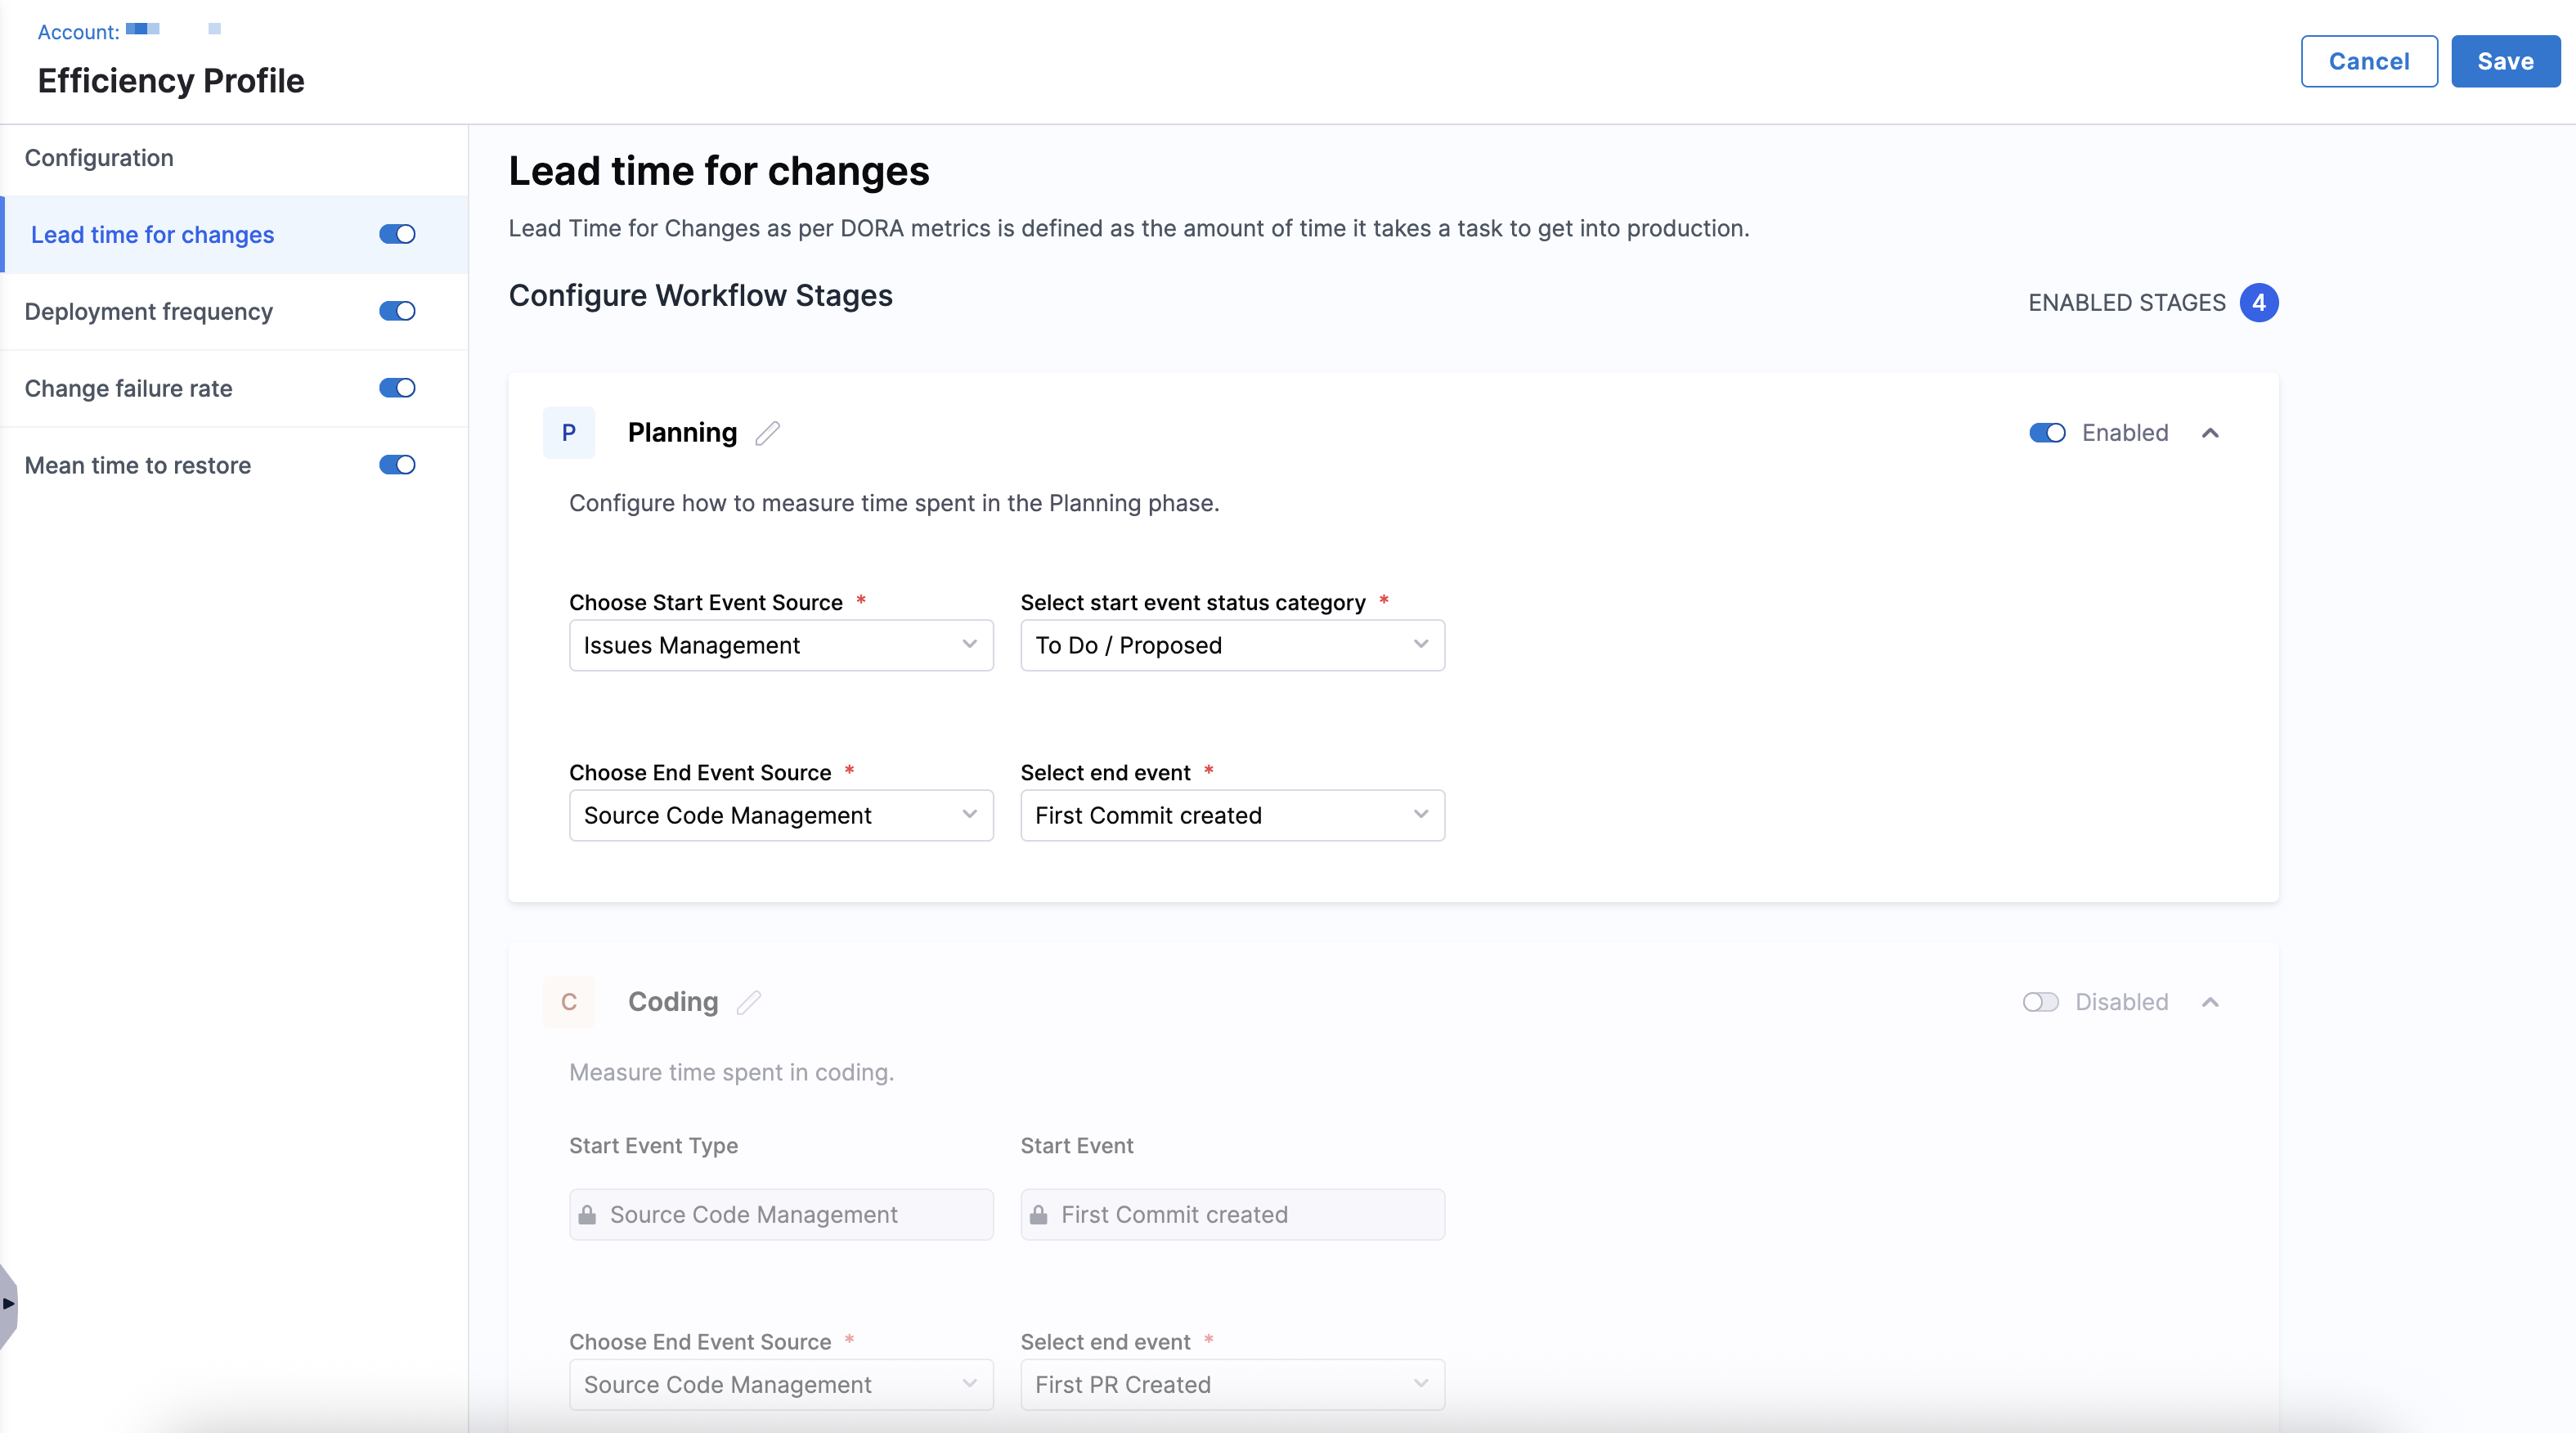 Account:
Efficiency Profile
Cancel
Save
Configuration
Lead time for changes
Deployment frequency
Change failure rate
Mean time to restore
Lead time for changes
Lead Time for Changes as per DORA metrics is defined as the amount of time it takes a task to get into production.
Configure Workflow Stages
ENABLED STAGES 4
P Planning
Enabled
Configure how to measure time spent in the Planning phase.
Choose Start Event Source * Select start event status category *
Issues Management To Do / Proposed
Choose End Event Source * Select end event *
Source Code Management First Commit created
C Coding
Disabled
Measure time spent in coding.
Start Event Type Start Event
Source Code Management First Commit created
Choose End Event Source * Select end event *
Source Code Management First PR Created